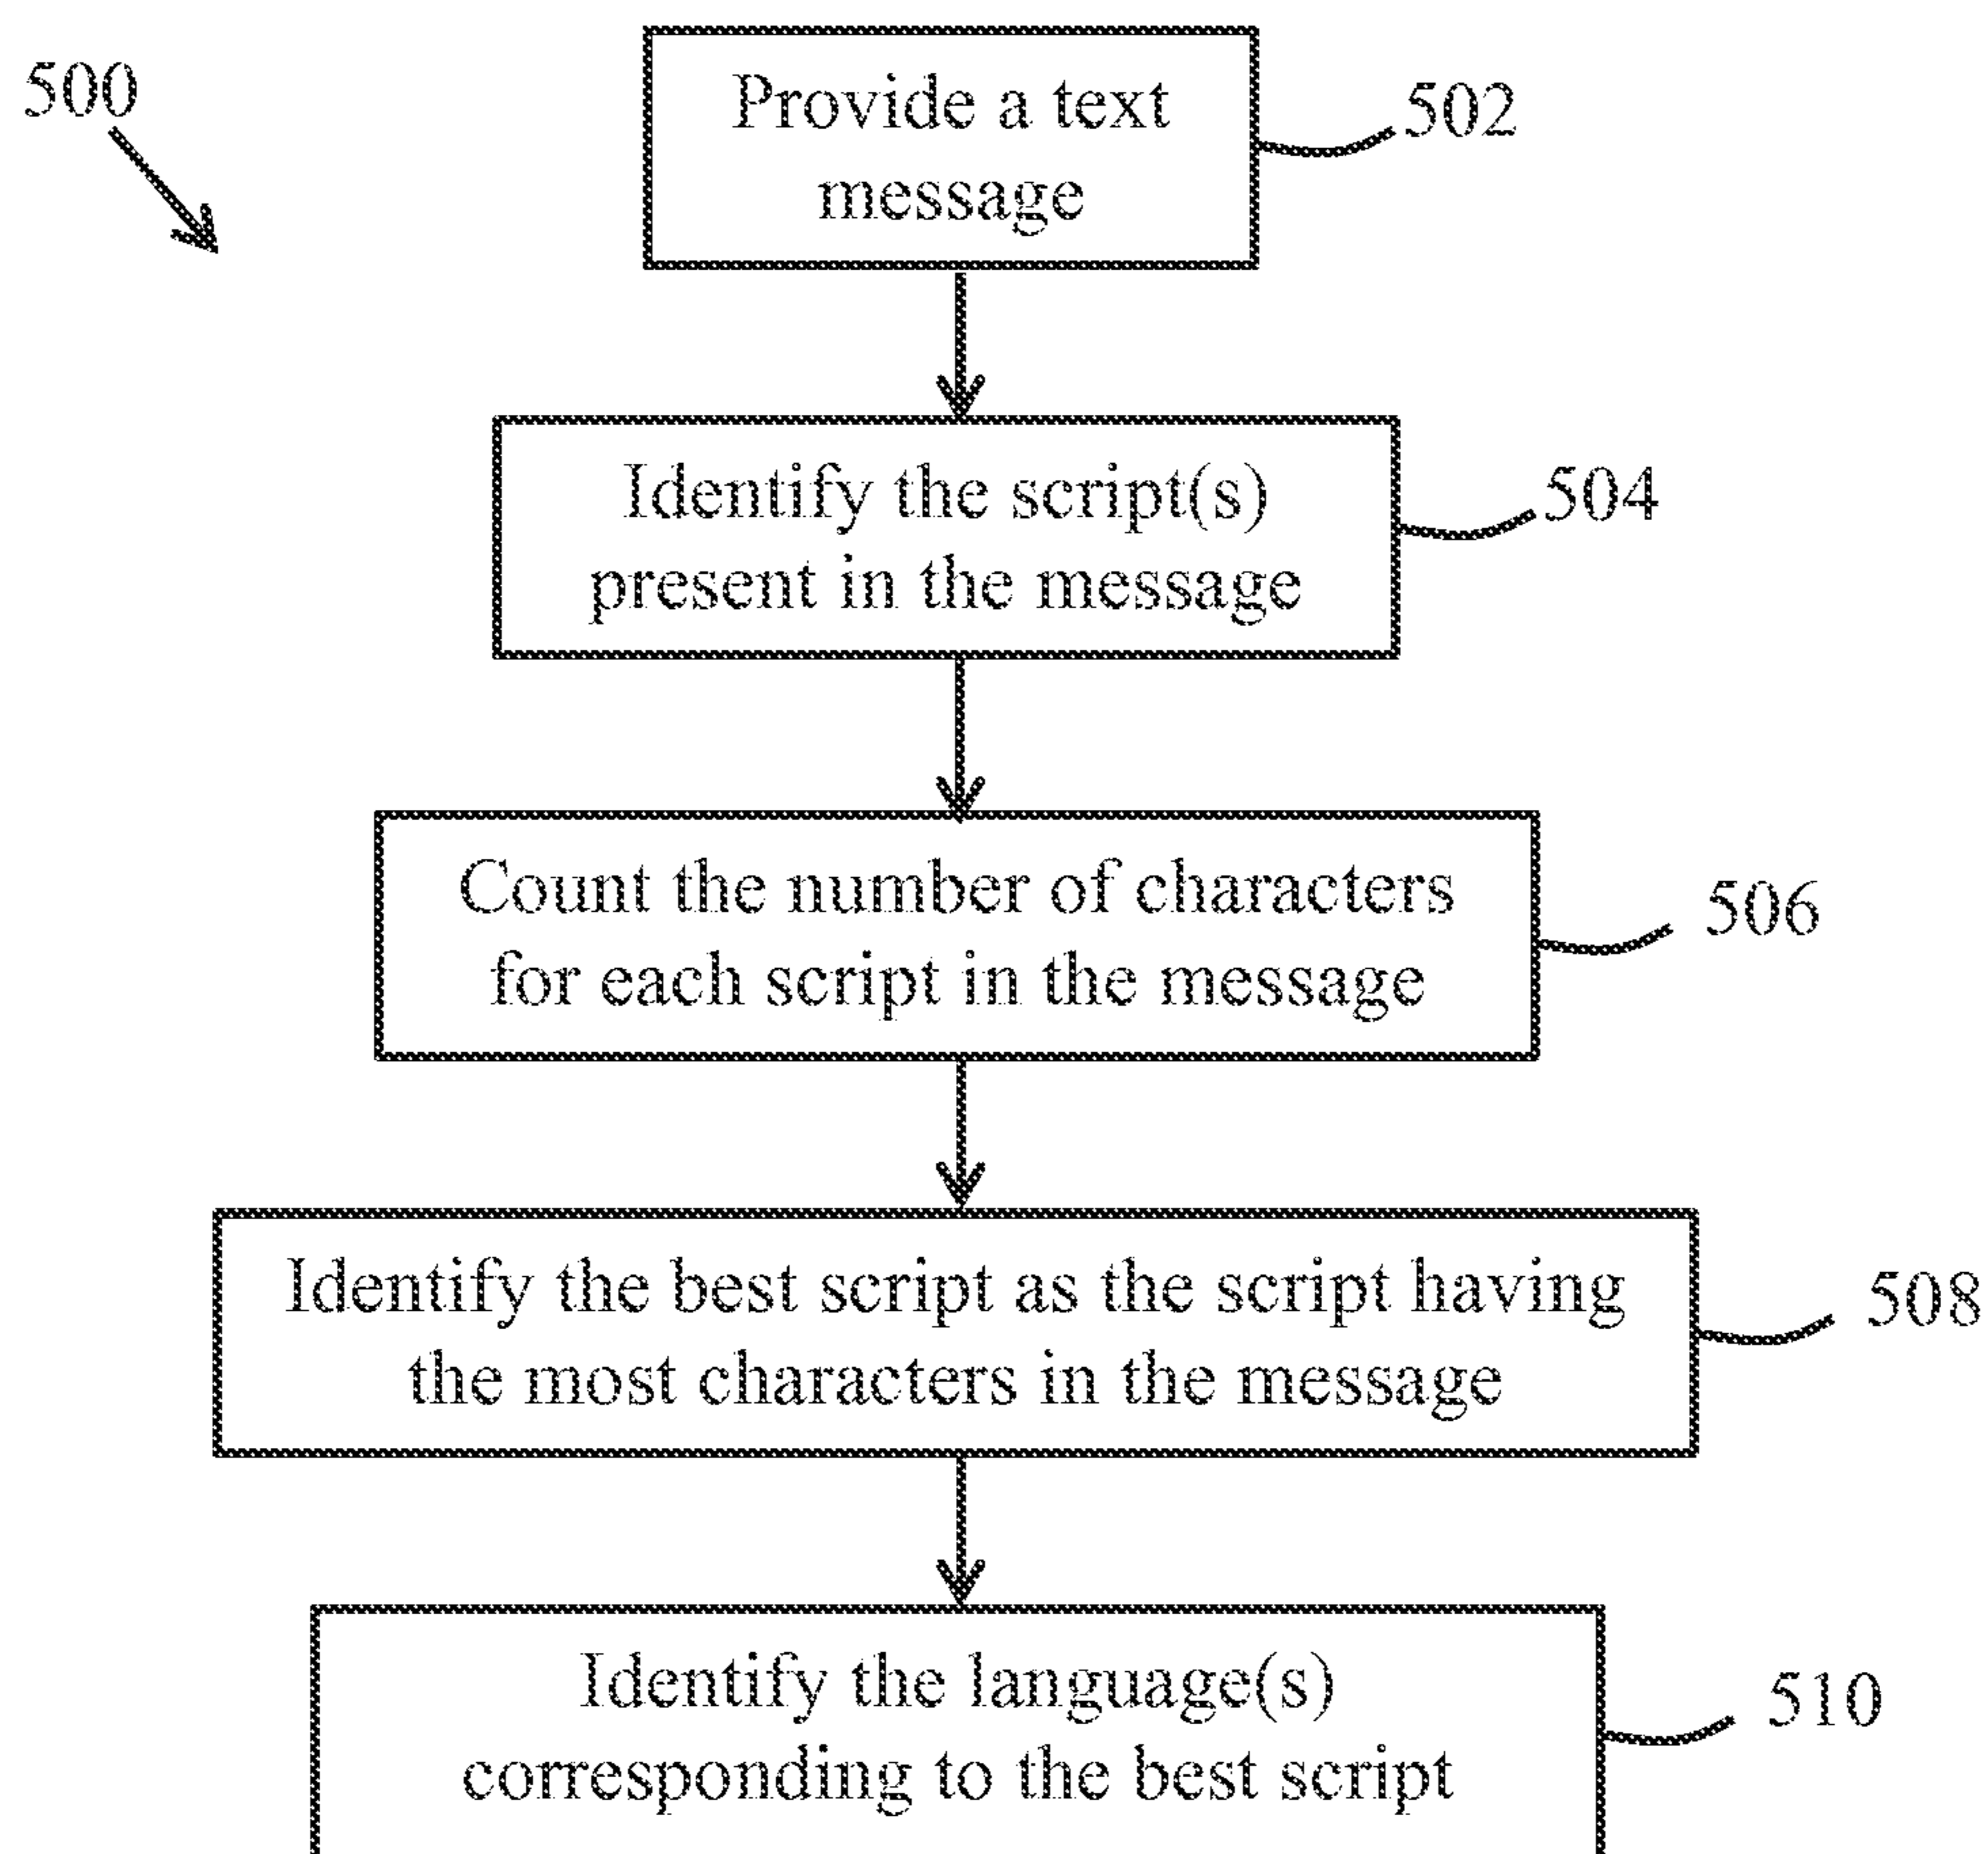 500
Provide a text
message
502
Identify the script(s)
present in the message
504
Count the number of characters
for each script in the message
506
Identify the best script as the script having
the most characters in the message
508
Identify the language(s)
corresponding to the best script
510